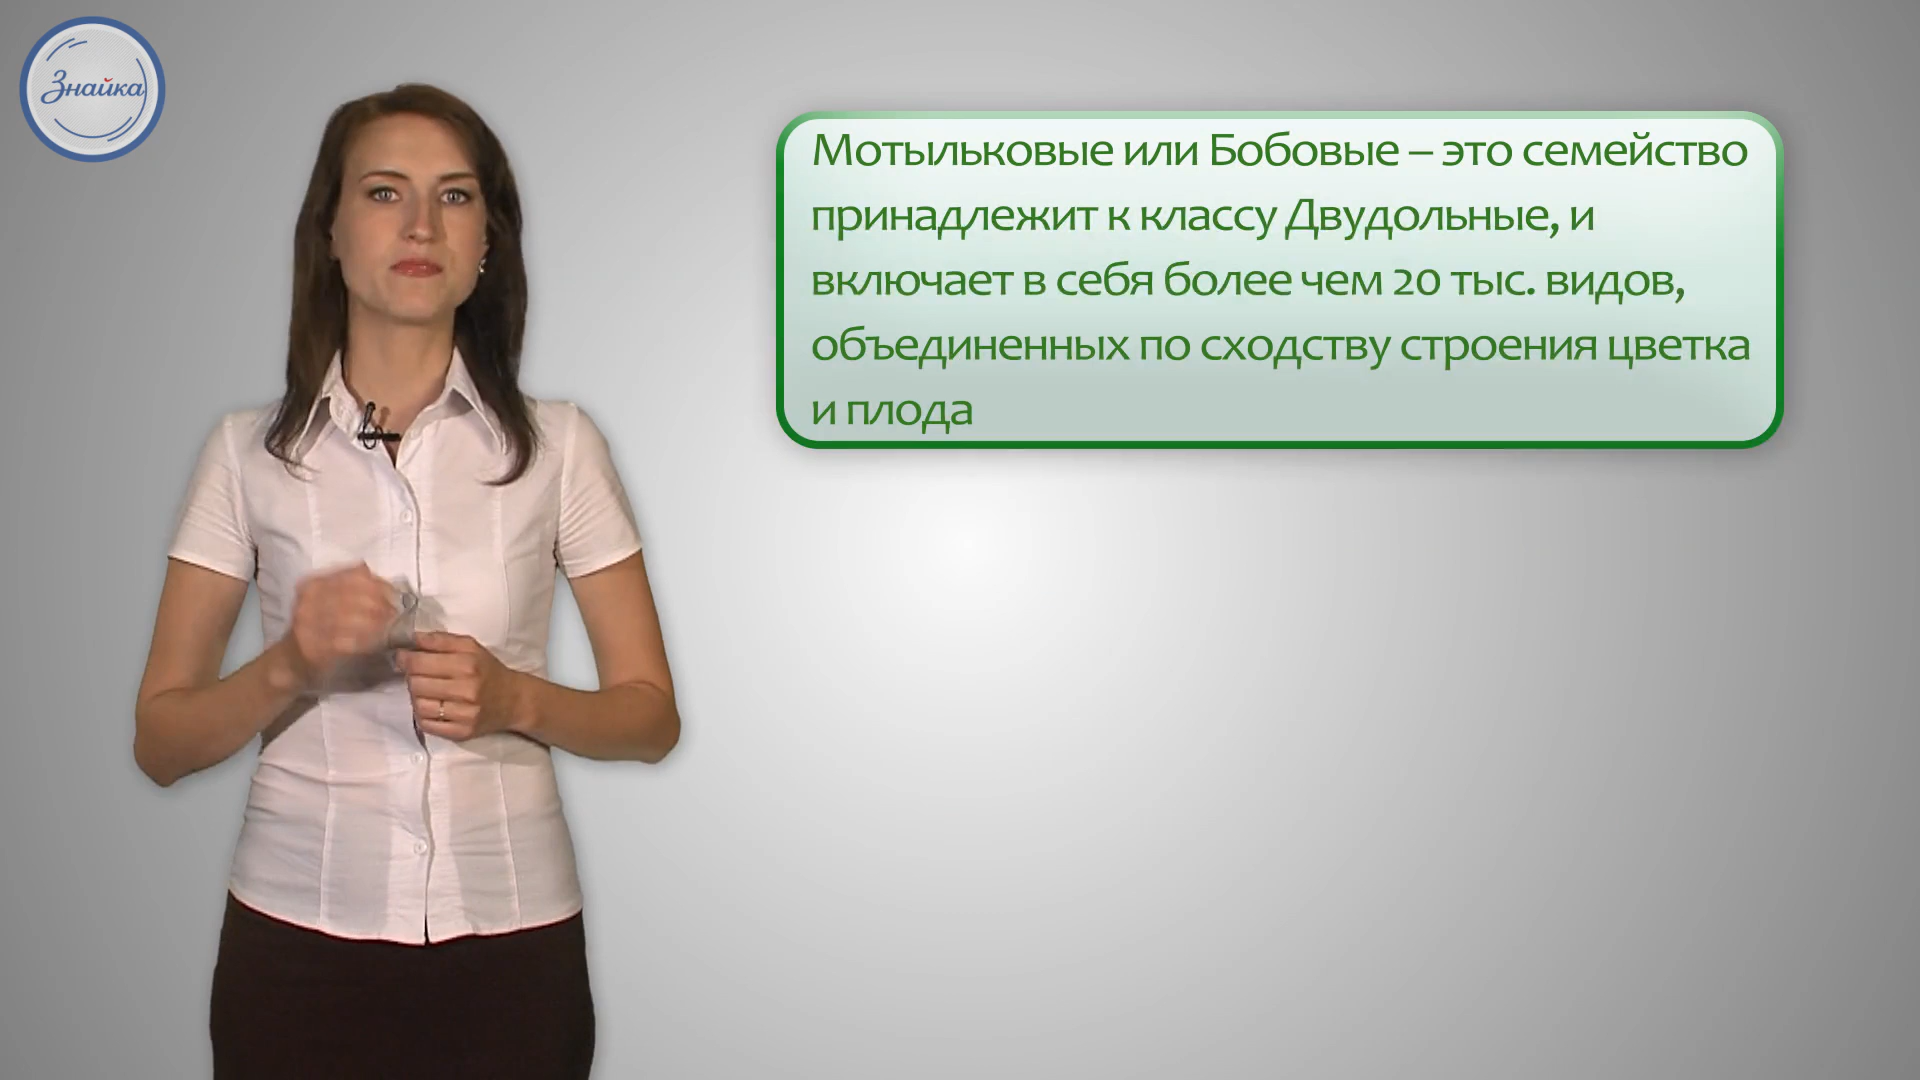 Знайка
Мотыльковые или Бобовые – это семейство
принадлежит к классу Двудольные, и
включает в себя более чем 20 тыс. видов,
объединенных по сходству строения цветка
и плода